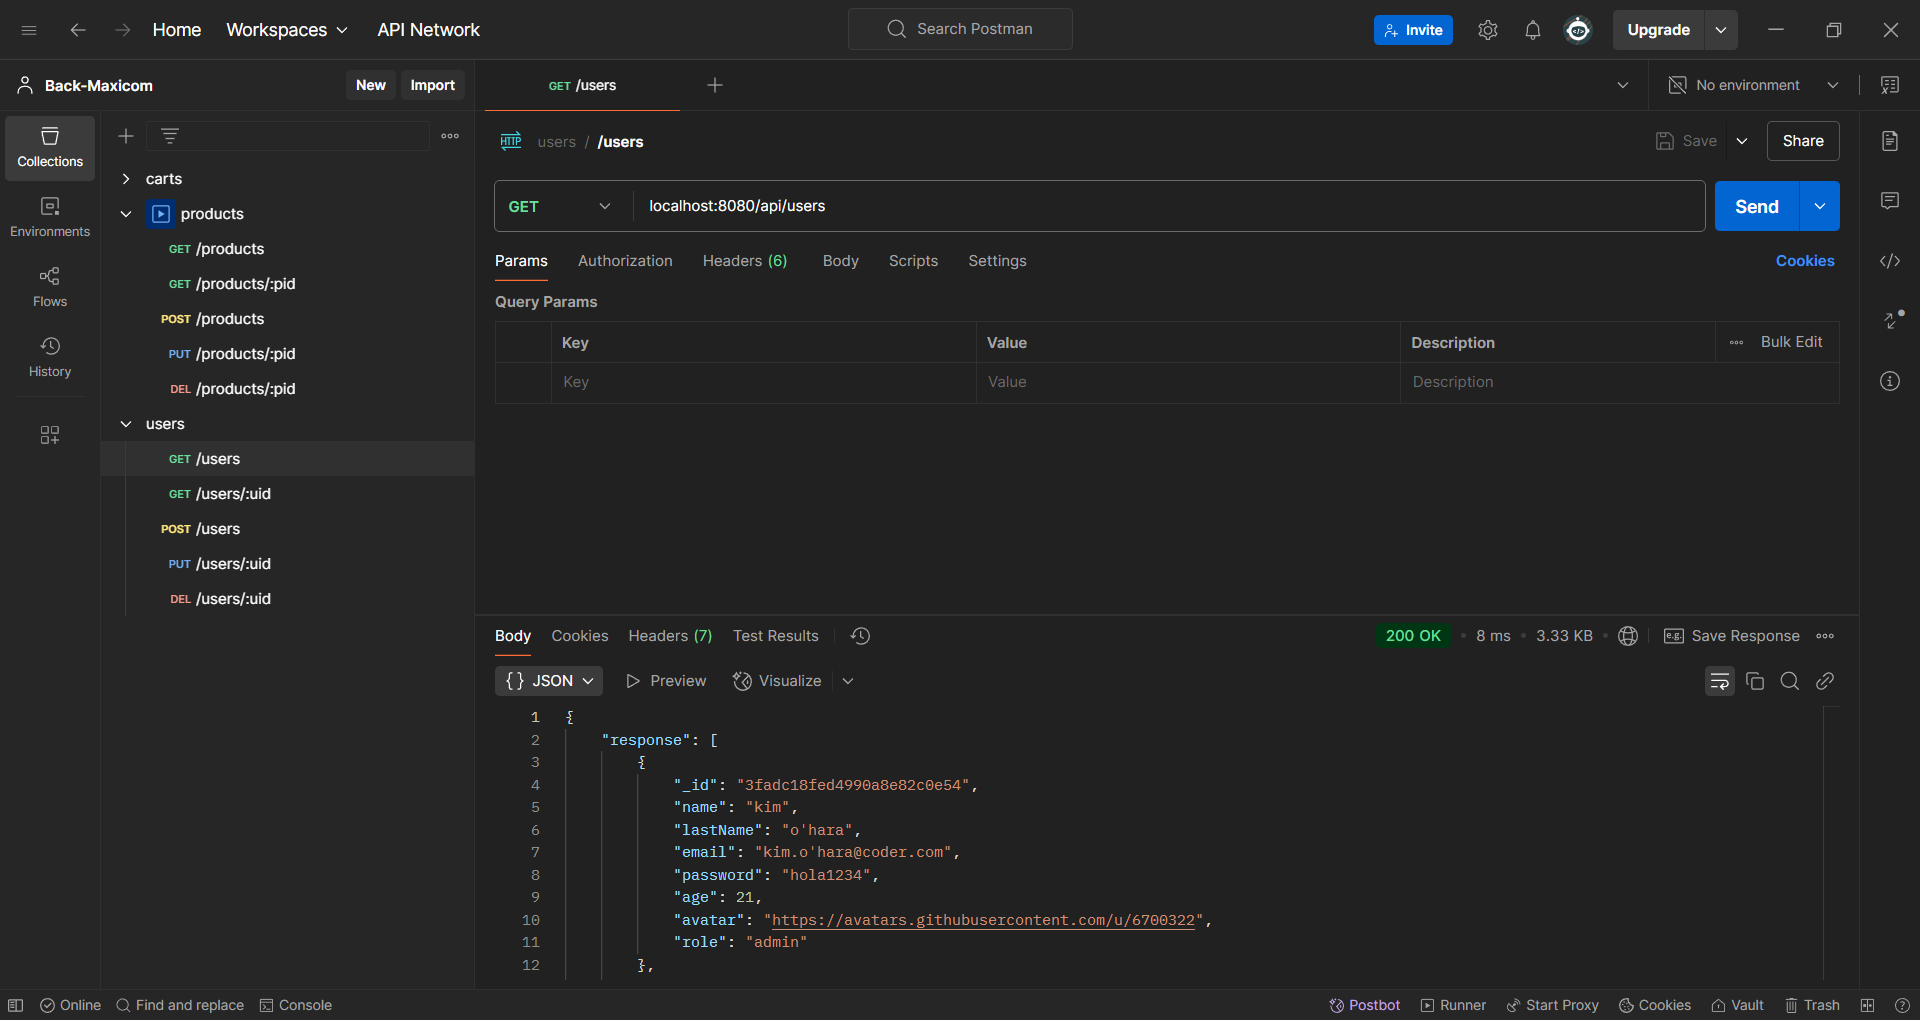 Home Workspaces API Network Search Postman Invite Upgrade
Back-Maxicom New Import GET /users No environment
Collections
Environments
Flows
History
carts
products
GET /products
GET /products/:pid
POST /products
PUT /products/:pid
DEL /products/:pid
users
GET /users
GET /users/:uid
POST /users
PUT /users/:uid
DEL /users/:uid
HTTP users / /users Save Share
GET localhost:8080/api/users Send
Params Authorization Headers (6) Body Scripts Settings Cookies
Query Params
Key Value Description Bulk Edit
Key Value Description
Body Cookies Headers (7) Test Results 200 OK 8 ms 3.33 KB e.g. Save Response
{} JSON Preview Visualize
1 {
2 "response": [
3 {
4 "_id": "3fadc18fed4990a8e82c0e54",
5 "name": "kim",
6 "lastName": "o'hara",
7 "email": "kim.o'hara@coder.com",
8 "password": "hola1234",
9 "age": 21,
10 "avatar": "https://avatars.githubusercontent.com/u/6700322",
11 "role": "admin"
12 },
Online Find and replace Console Postbot Runner Start Proxy Cookies Vault Trash